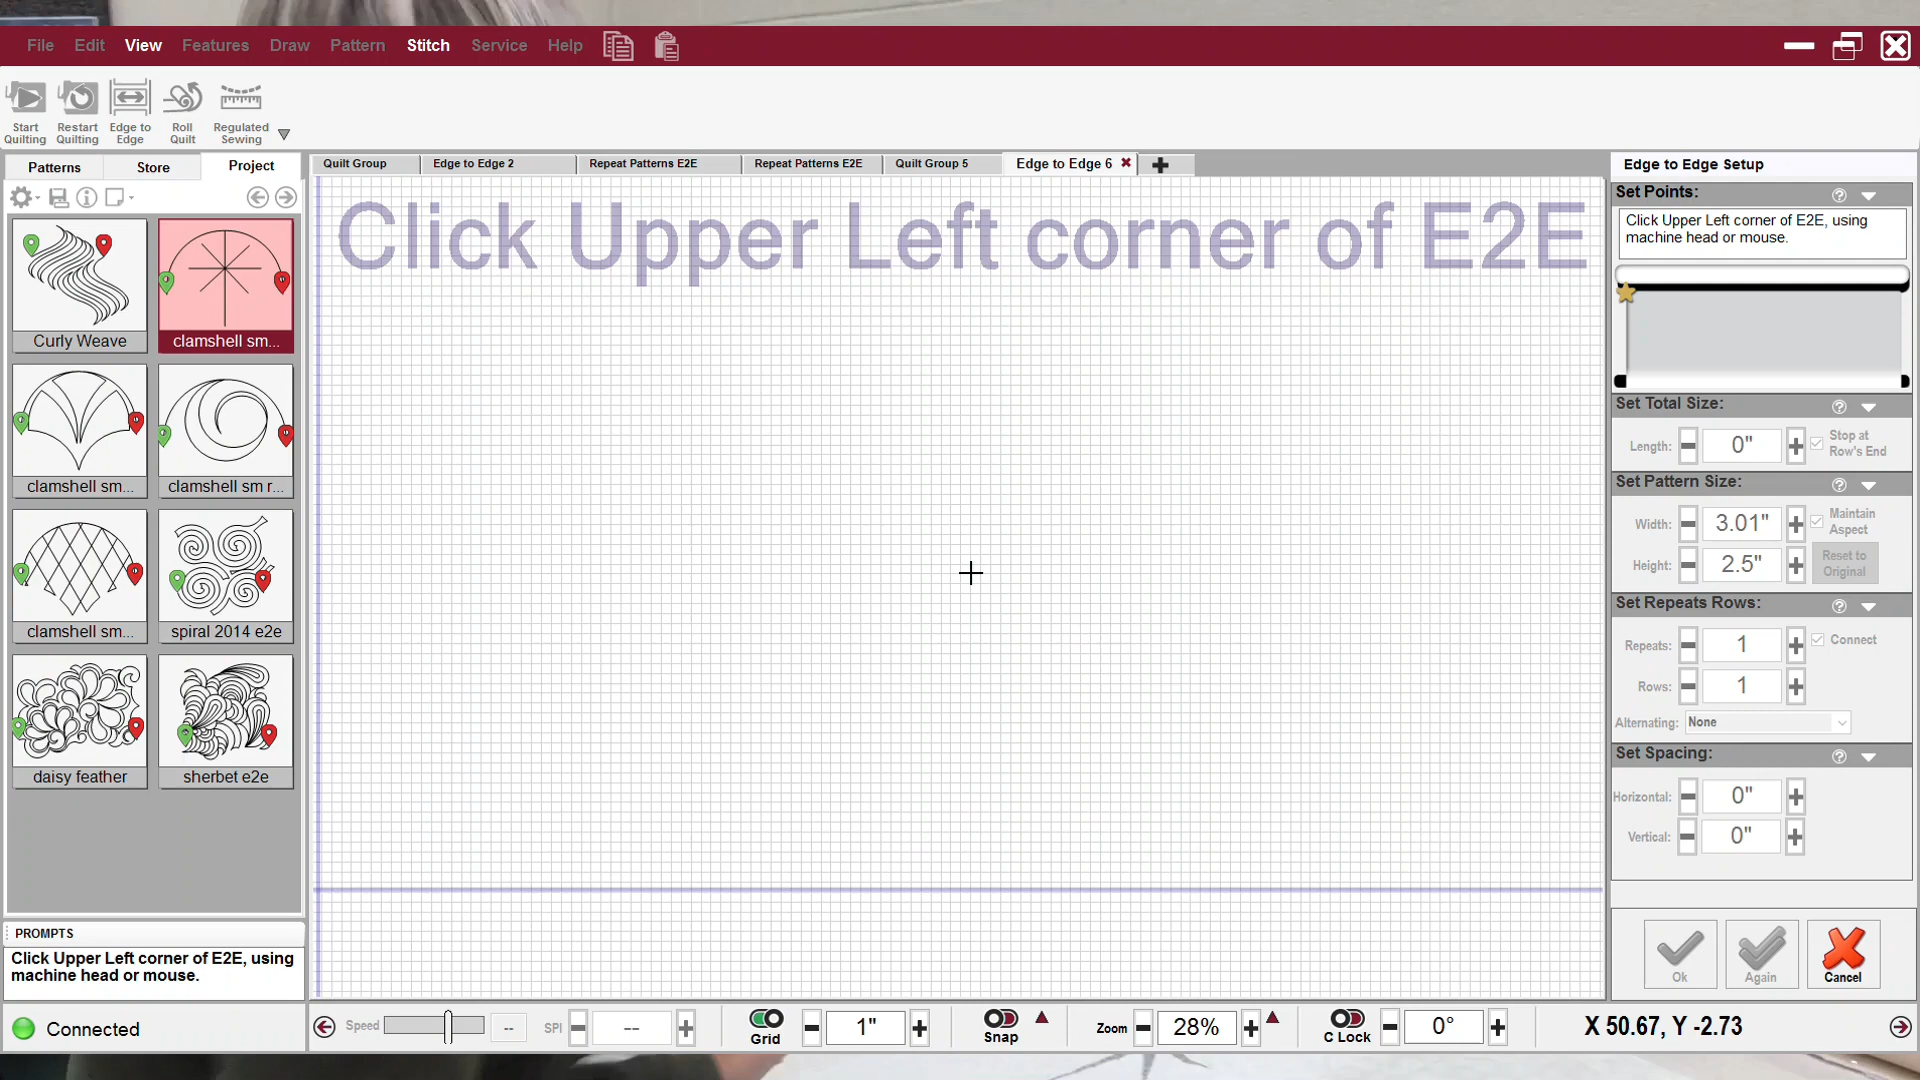 File Edit View Features Draw Pattern Stitch Service Help
Start Quilting
Restart Quilting
Edge to Edge
Roll Quilt
Regulated Sewing
Patterns Store Project
Quilt Group
Edge to Edge 2
Repeat Patterns E2E
Repeat Patterns E2E
Quilt Group 5
Edge to Edge 6
Click Upper Left corner of E2E
Curly Weave
clamshell sm...
clamshell sm...
clamshell sm r...
clamshell sm...
spiral 2014 e2e
daisy feather
sherbet e2e
PROMPTS
Click Upper Left corner of E2E, using
machine head or mouse.
Edge to Edge Setup
Set Points:
Click Upper Left corner of E2E, using
machine head or mouse.
Set Total Size:
Length: 0" Stop at Row's End
Set Pattern Size:
Width: 3.01" Maintain Aspect
Height: 2.5" Reset to Original
Set Repeats Rows:
Repeats: 1 Connect
Rows: 1
Alternating: None
Set Spacing:
Horizontal: 0"
Vertical: 0"
Ok Again Cancel
Connected
Speed --
SPI --
Grid 1"
Snap
Zoom 28%
C Lock 0°
X 50.67, Y -2.73